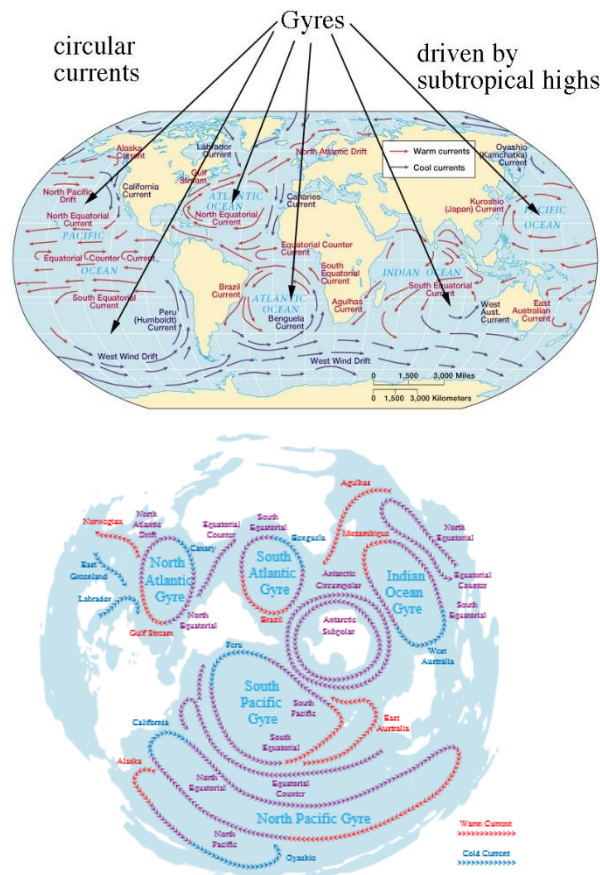 Gyres
circular
currents
driven by
subtropical highs
Alaska
Current
Labrador
Current
Gulf
Stream
North Atlantic Drift
Warm currents
Cool currents
Oyashio
(Kamchatka)
Current
North Pacific
Drift
California
Current
ATLANTIC
OCEAN
North Equatorial
Current
Canaries
Current
Kuroshio
(Japan) Current
PACIFIC
OCEAN
North Equatorial
Current
PACIFIC
Equatorial Counter Current
OCEAN
South Equatorial
Current
Equatorial Counter
Current
South
Equatorial
Current
INDIAN OCEAN
South Equatorial
Current
Peru
(Humboldt)
Current
Brazil
Current
ATLANTIC
OCEAN
Benguela
Current
Agulhas
Current
West
Aust.
Current
East
Australian
Current
West Wind Drift
West Wind Drift
0 1,500 3,000 Miles
0 1,500 3,000 Kilometers
Norwegian
North
Atlantic
Drift
Equatorial
Counter
South
Equatorial
Agulhas
East
Greenland
Labrador
North
Atlantic
Gyre
Canary
South
Atlantic
Gyre
Benguela
Mozambique
North
Equatorial
Antarctic
Circumpolar
Indian
Ocean
Gyre
Equatorial
Counter
South
Equatorial
Gulf Stream
North
Equatorial
Brazil
Antarctic
Subpolar
West
Australia
Peru
South
Pacific
Gyre
South
Pacific
East
Australia
California
South
Equatorial
Alaska
North
Equatorial
Equatorial
Counter
North Pacific Gyre
North
Pacific
Oyashio
Warm Current
Cold Current